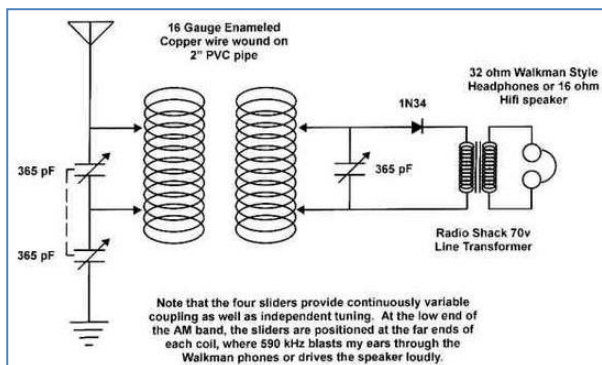 16 Gauge Enameled
Copper wire wound on
2" PVC pipe
32 ohm Walkman Style
Headphones or 16 ohm
Hifi speaker
1N34
365 pF
365 pF
365 pF
Radio Shack 70v
Line Transformer
Note that the four sliders provide continuously variable
coupling as well as independent tuning. At the low end of
the AM band, the sliders are positioned at the far ends of
each coil, where 590 kHz blasts my ears through the
Walkman phones or drives the speaker loudly.